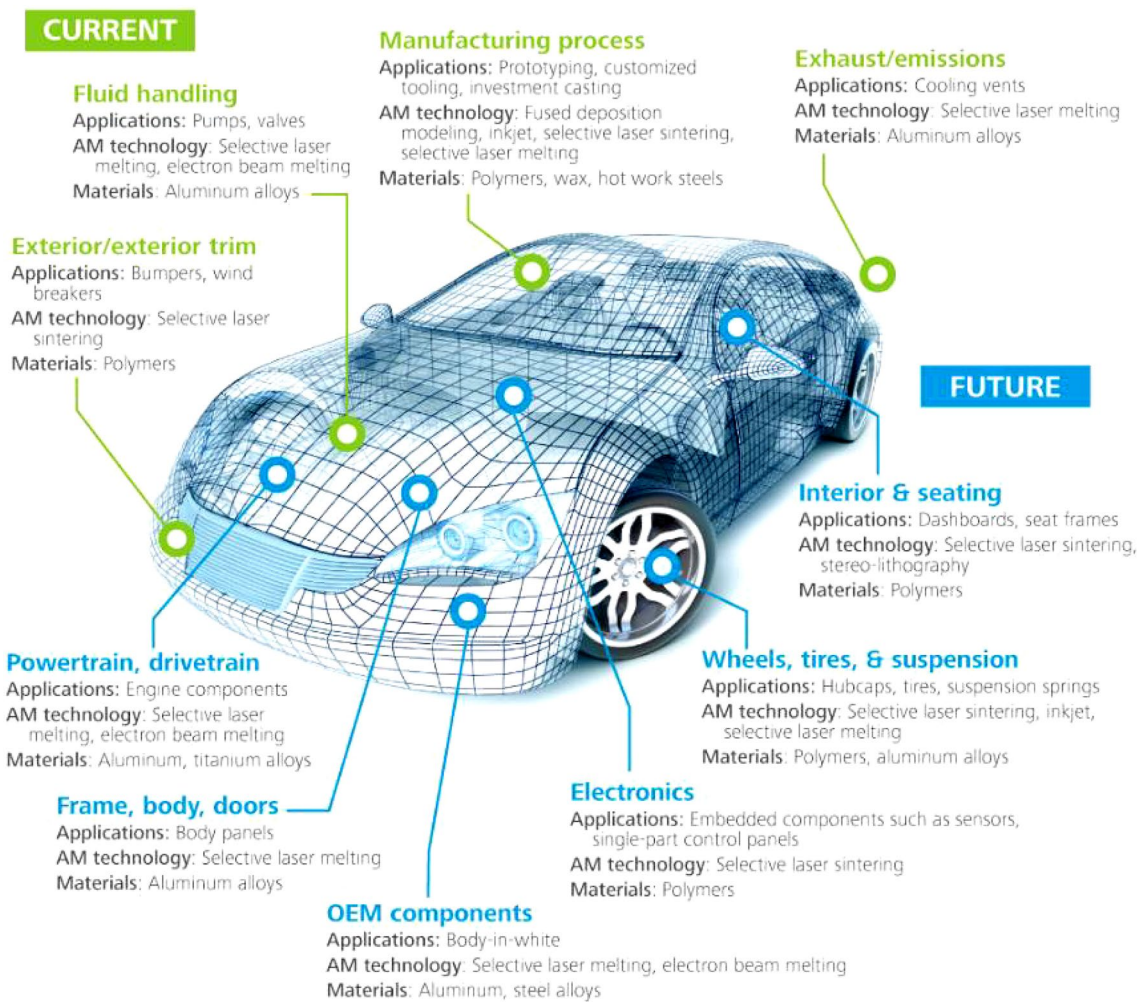 CURRENT
Manufacturing process
Applications: Prototyping, customized
tooling, investment casting
AM technology: Fused deposition
modeling, inkjet, selective laser sintering,
selective laser melting
Materials: Polymers, wax, hot work steels
Exhaust/emissions
Applications: Cooling vents
AM technology: Selective laser melting
Materials: Aluminum alloys
Fluid handling
Applications: Pumps, valves
AM technology: Selective laser
melting, electron beam melting
Materials: Aluminum alloys
Exterior/exterior trim
Applications: Bumpers, wind
breakers
AM technology: Selective laser
sintering
Materials: Polymers
FUTURE
Interior & seating
Applications: Dashboards, seat frames
AM technology: Selective laser sintering,
stereo-lithography
Materials: Polymers
Powertrain, drivetrain
Applications: Engine components
AM technology: Selective laser
melting, electron beam melting
Materials: Aluminum, titanium alloys
Wheels, tires, & suspension
Applications: Hubcaps, tires, suspension springs
AM technology: Selective laser sintering, inkjet,
selective laser melting
Materials: Polymers, aluminum alloys
Frame, body, doors
Applications: Body panels
AM technology: Selective laser melting
Materials: Aluminum alloys
Electronics
Applications: Embedded components such as sensors,
single-part control panels
AM technology: Selective laser sintering
Materials: Polymers
OEM components
Applications: Body-in-white
AM technology: Selective laser melting, electron beam melting
Materials: Aluminum, steel alloys